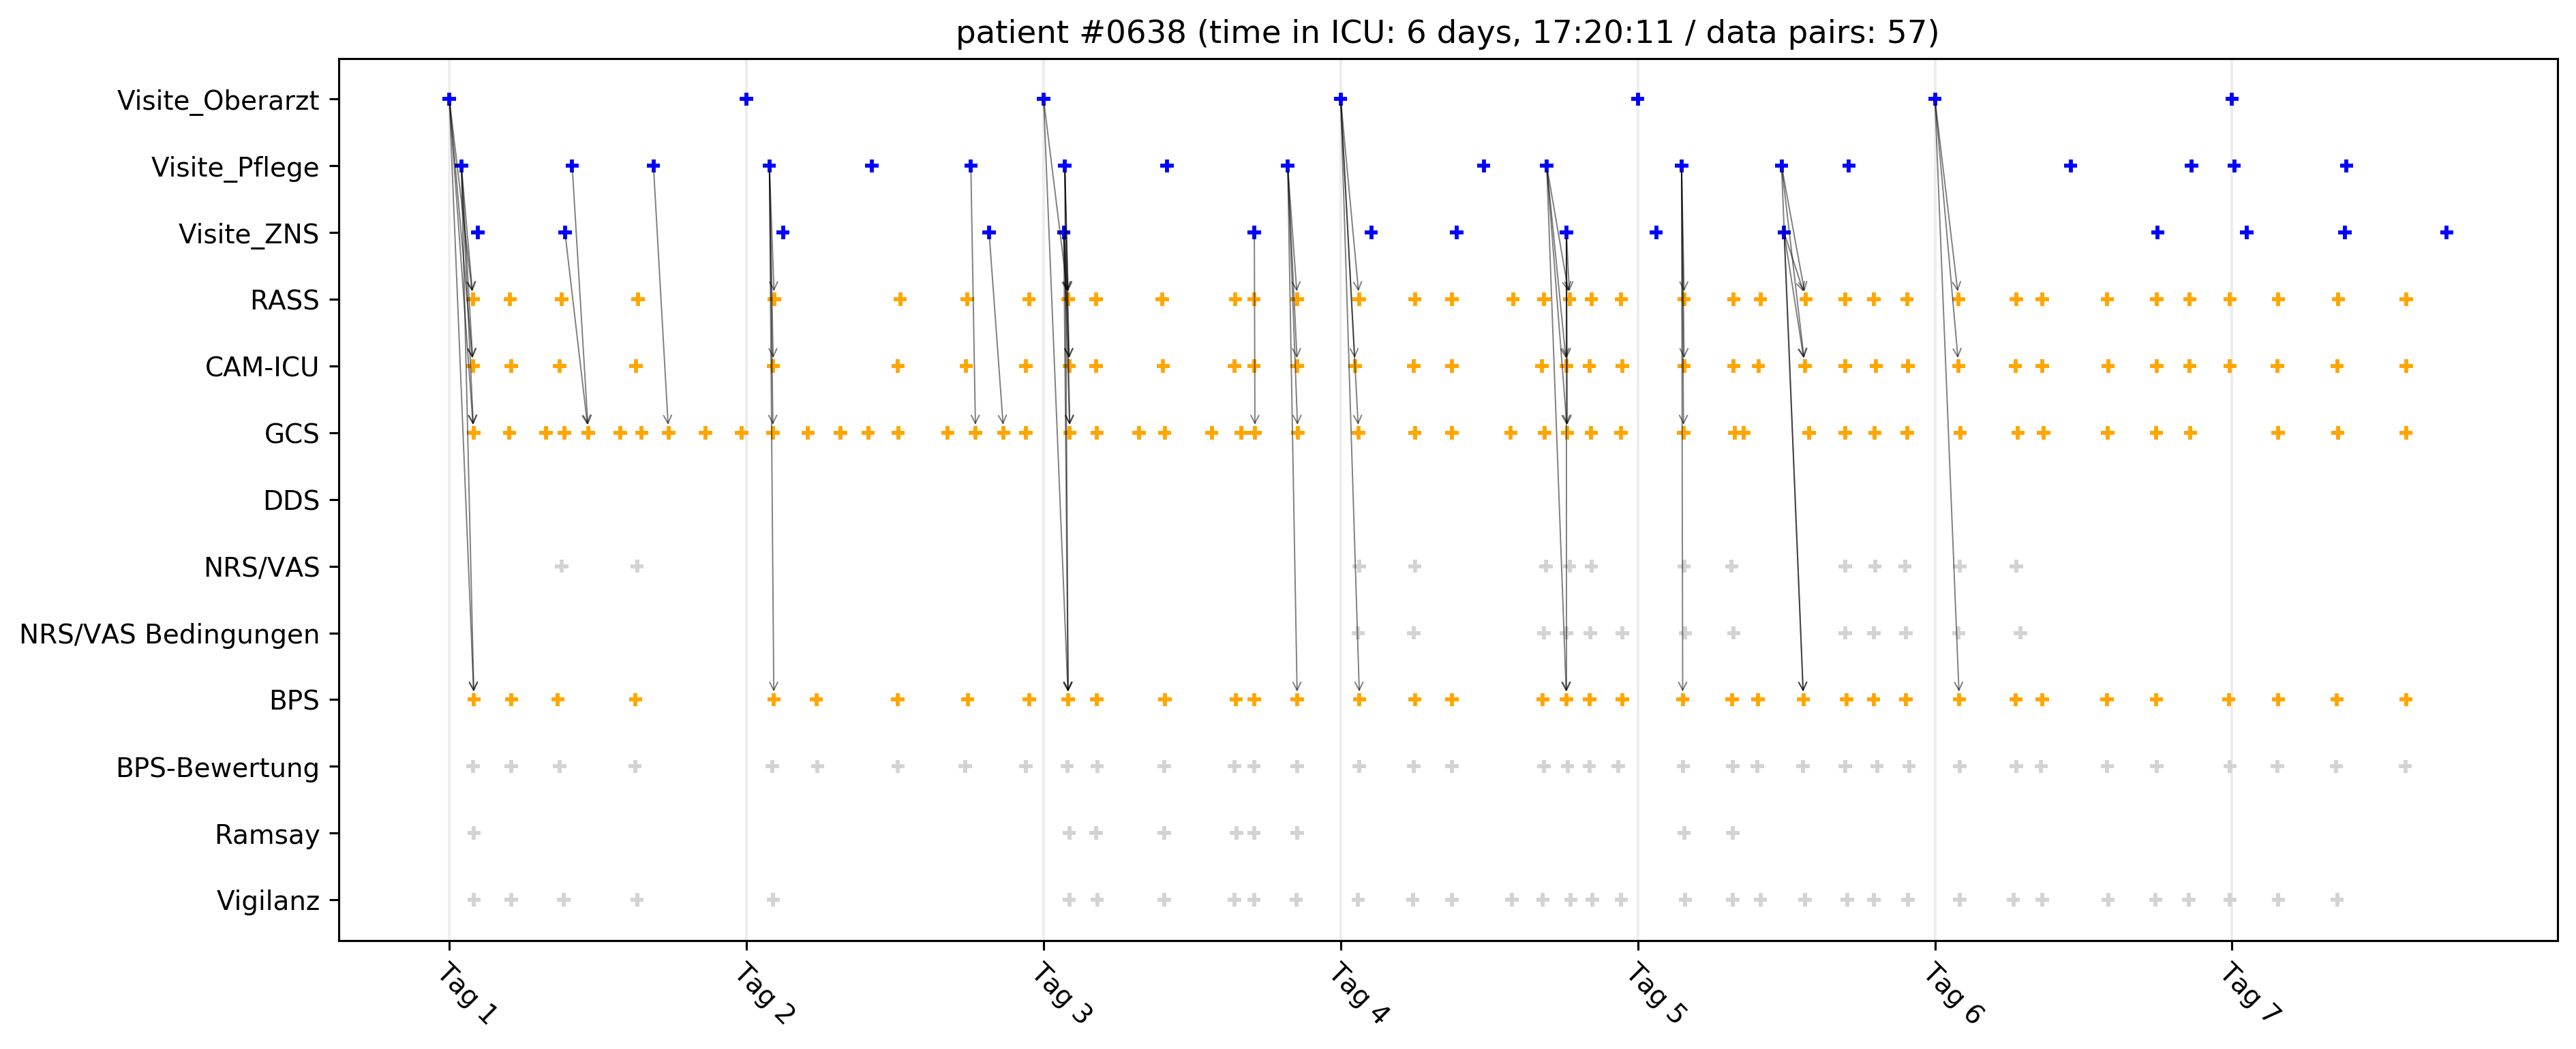 patient #0638 (time in ICU: 6 days, 17:20:11 / data pairs: 57)
Visite_Oberarzt
Visite_Pflege
Visite_ZNS
RASS
CAM-ICU
GCS
DDS
NRS/VAS
NRS/VAS Bedingungen
BPS
BPS-Bewertung
Ramsay
Vigilanz
Tag 1
Tag 2
Tag 3
Tag 4
Tag 5
Tag 6
Tag 7